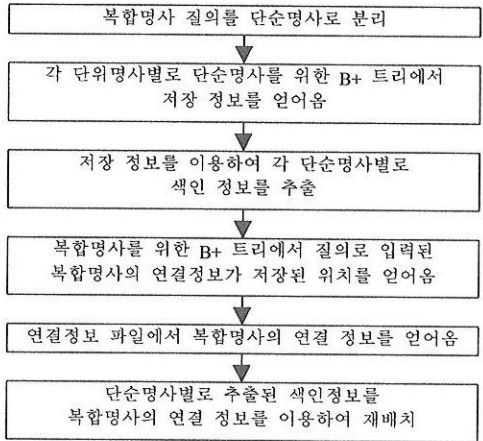 복합명사 질의를 단순명사로 분리
각 단위명사별로 단순명사를 위한 B+ 트리에서
저장 정보를 얻어옴
저장 정보를 이용하여 각 단순명사별로
색인 정보를 추출
복합명사를 위한 B+ 트리에서 질의로 입력된
복합명사의 연결정보가 저장된 위치를 얻어옴
연결정보 파일에서 복합명사의 연결 정보를 얻어옴
단순명사별로 추출된 색인정보를
복합명사의 연결 정보를 이용하여 재배치